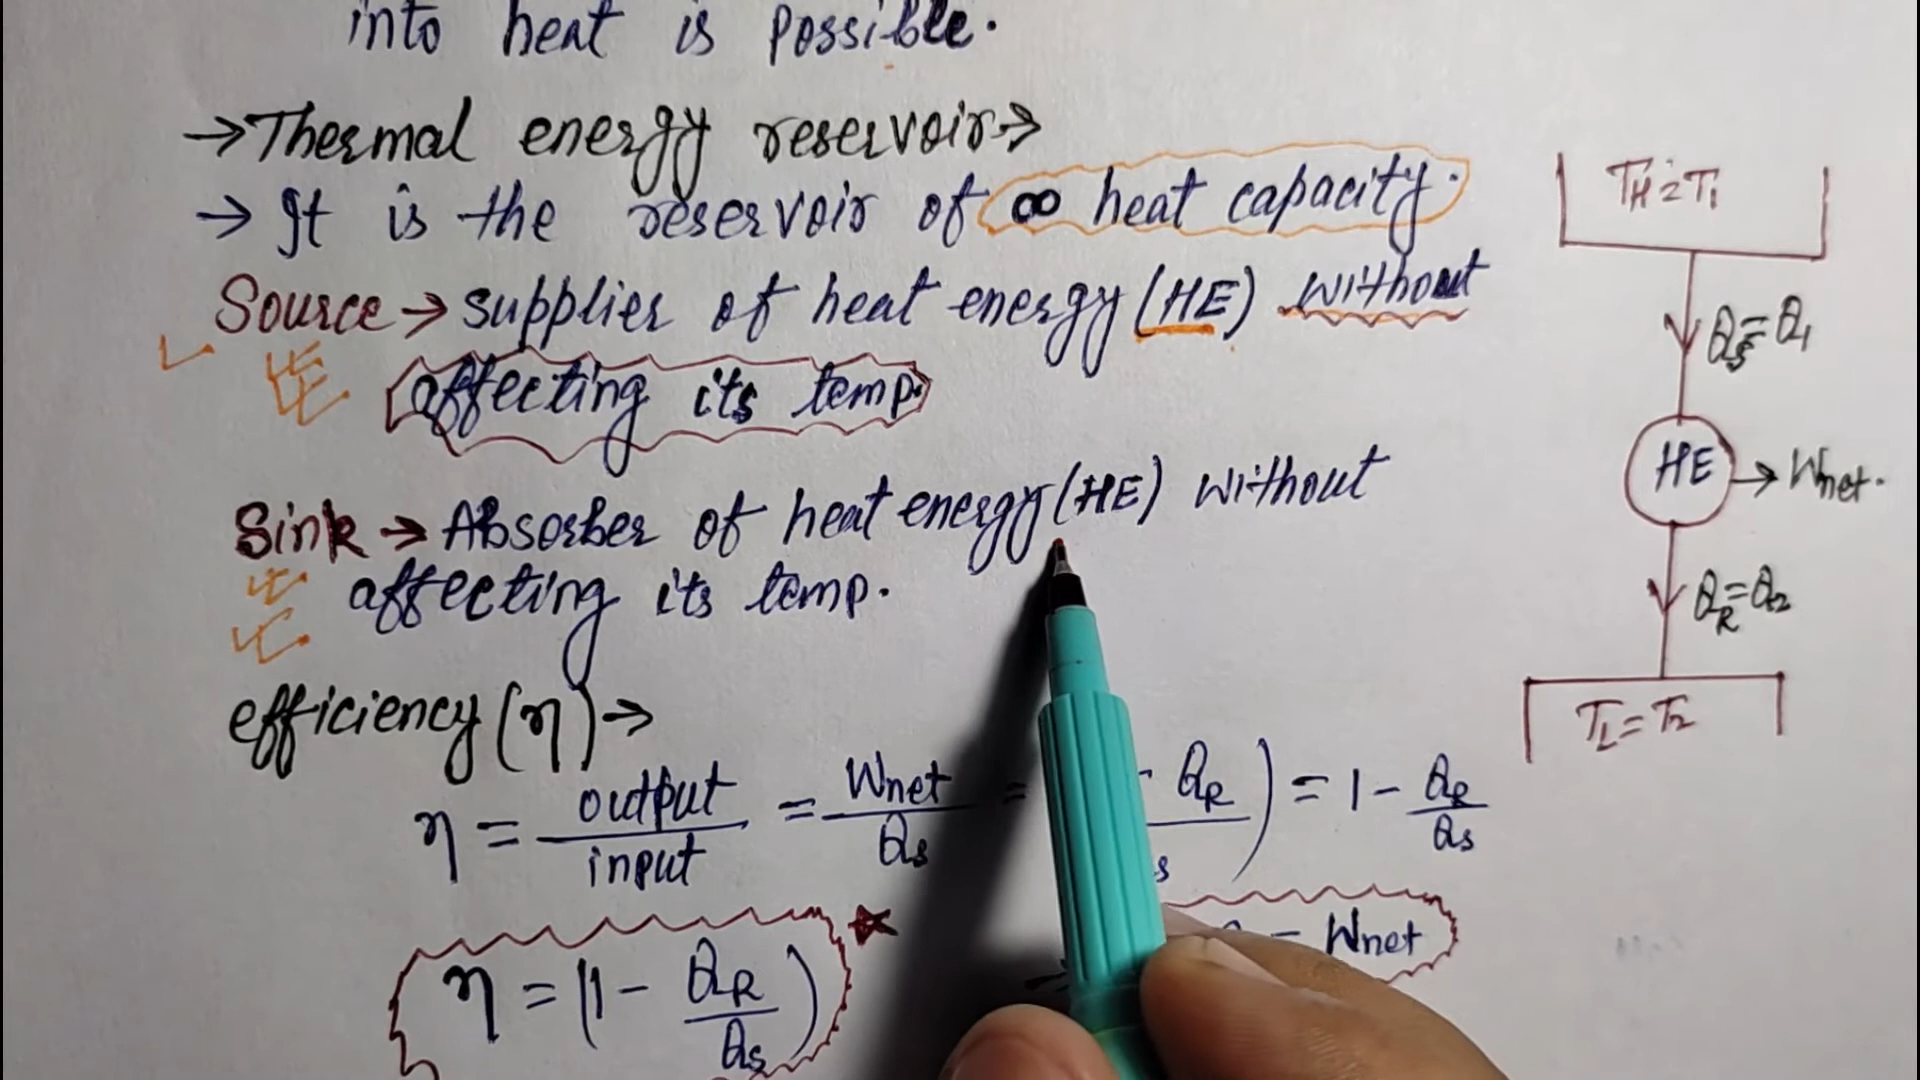 into heat is possible.
→Thermal energy reservoir→
→ It is the reservoir of ∞ heat capacity.
Source → supplier of heat energy (HE) without
affecting its temp.
Sink → Absorber of heat energy (HE) without
affecting its temp.
efficiency (η) →
η = output/input = Wnet/Qs = - QR/s) = 1 - QR/Qs
= Wnet
η = (1 - QR/Qs)
TH = T1
Qs = Q1
HE → Wnet.
QR = Q2
TL = T2